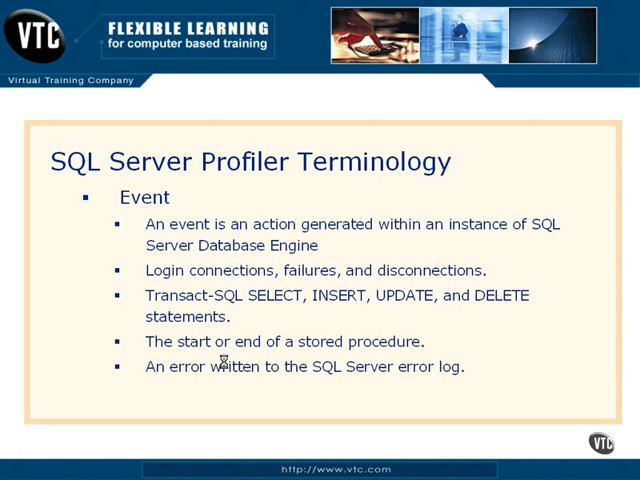 VTC
FLEXIBLE LEARNING
for computer based training
Virtual Training Company
SQL Server Profiler Terminology
Event
An event is an action generated within an instance of SQL
Server Database Engine
Login connections, failures, and disconnections.
Transact-SQL SELECT, INSERT, UPDATE, and DELETE
statements.
The start or end of a stored procedure.
An error written to the SQL Server error log.
VTC
http://www.vtc.com